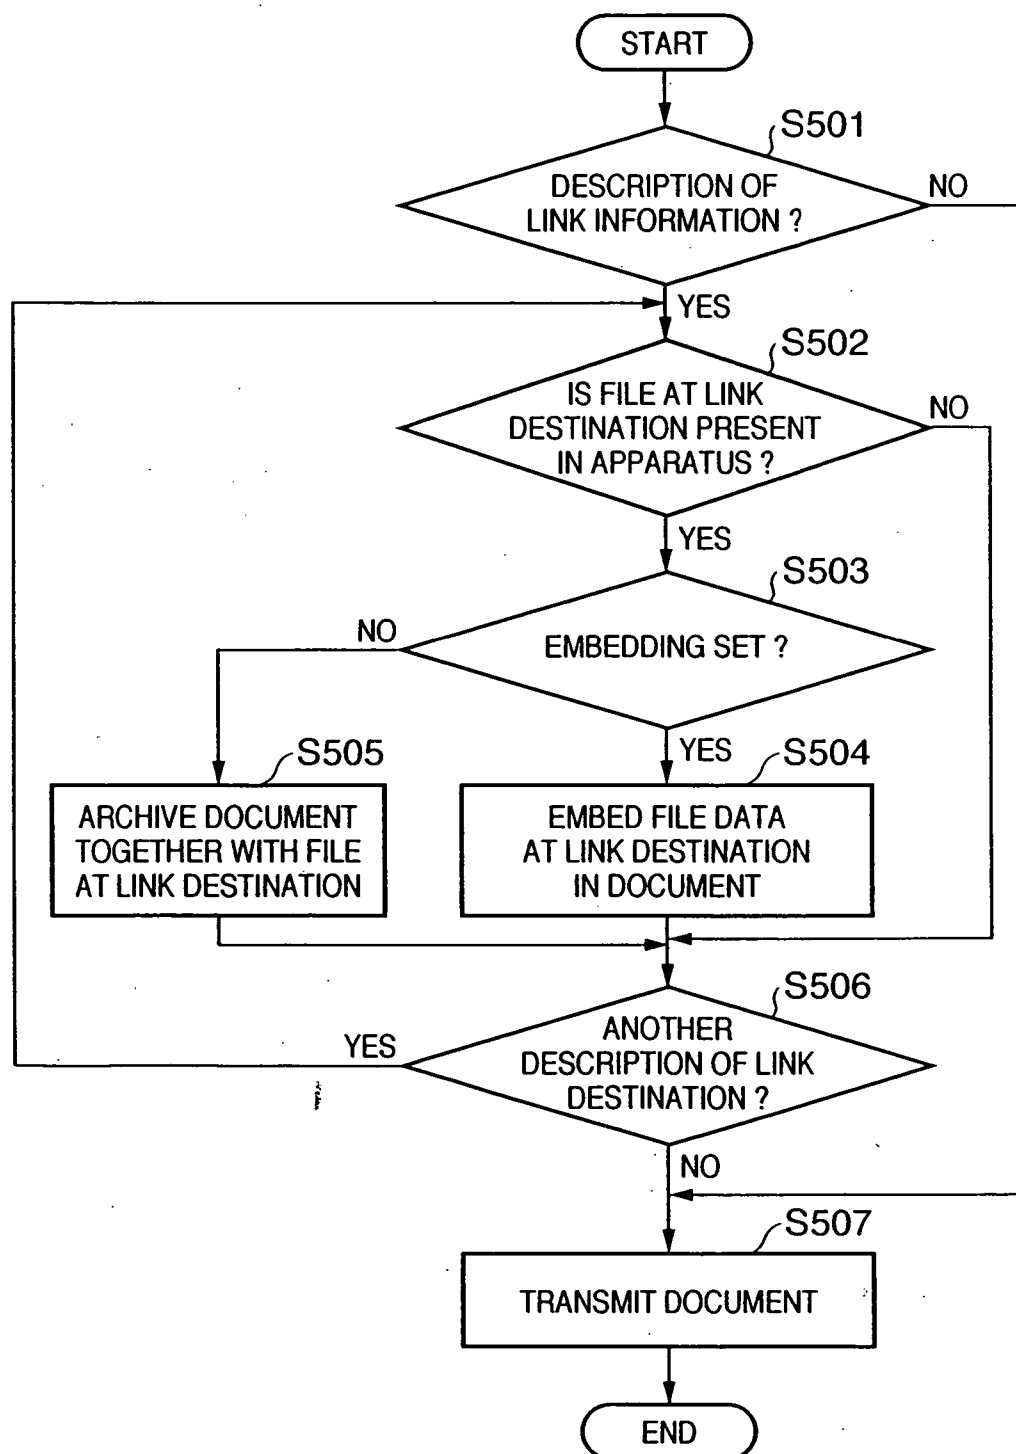 START
S501
DESCRIPTION OF
LINK INFORMATION ?
NO
YES
S502
IS FILE AT LINK
DESTINATION PRESENT
IN APPARATUS ?
NO
YES
S503
EMBEDDING SET ?
NO
YES
S505
ARCHIVE DOCUMENT
TOGETHER WITH FILE
AT LINK DESTINATION
S504
EMBED FILE DATA
AT LINK DESTINATION
IN DOCUMENT
S506
ANOTHER
DESCRIPTION OF LINK
DESTINATION ?
YES
NO
S507
TRANSMIT DOCUMENT
END